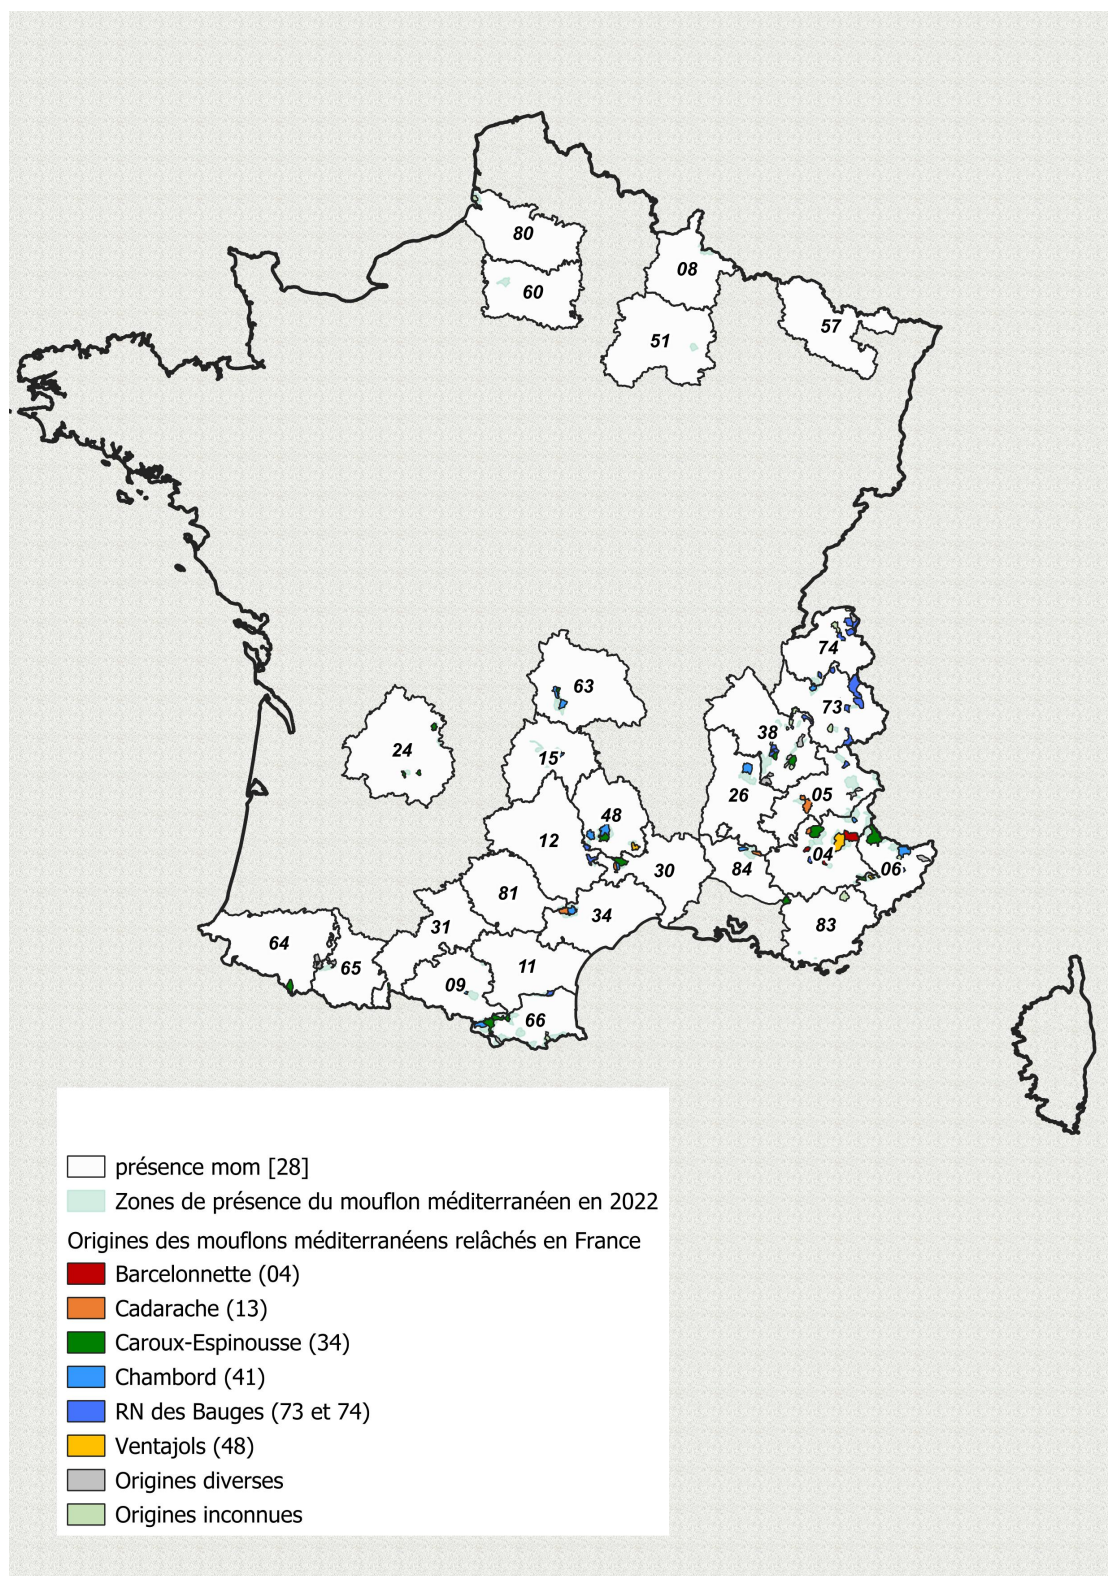 80
08
60
57
51
74
63
73
38
24
15
26
05
48
12
04
06
84
30
81
34
83
31
64
65
11
09
66
présence mom [28]
Zones de présence du mouflon méditerranéen en 2022
Origines des mouflons méditerranéens relâchés en France
Barcelonnette (04)
Cadarache (13)
Caroux-Espinousse (34)
Chambord (41)
RN des Bauges (73 et 74)
Ventajols (48)
Origines diverses
Origines inconnues